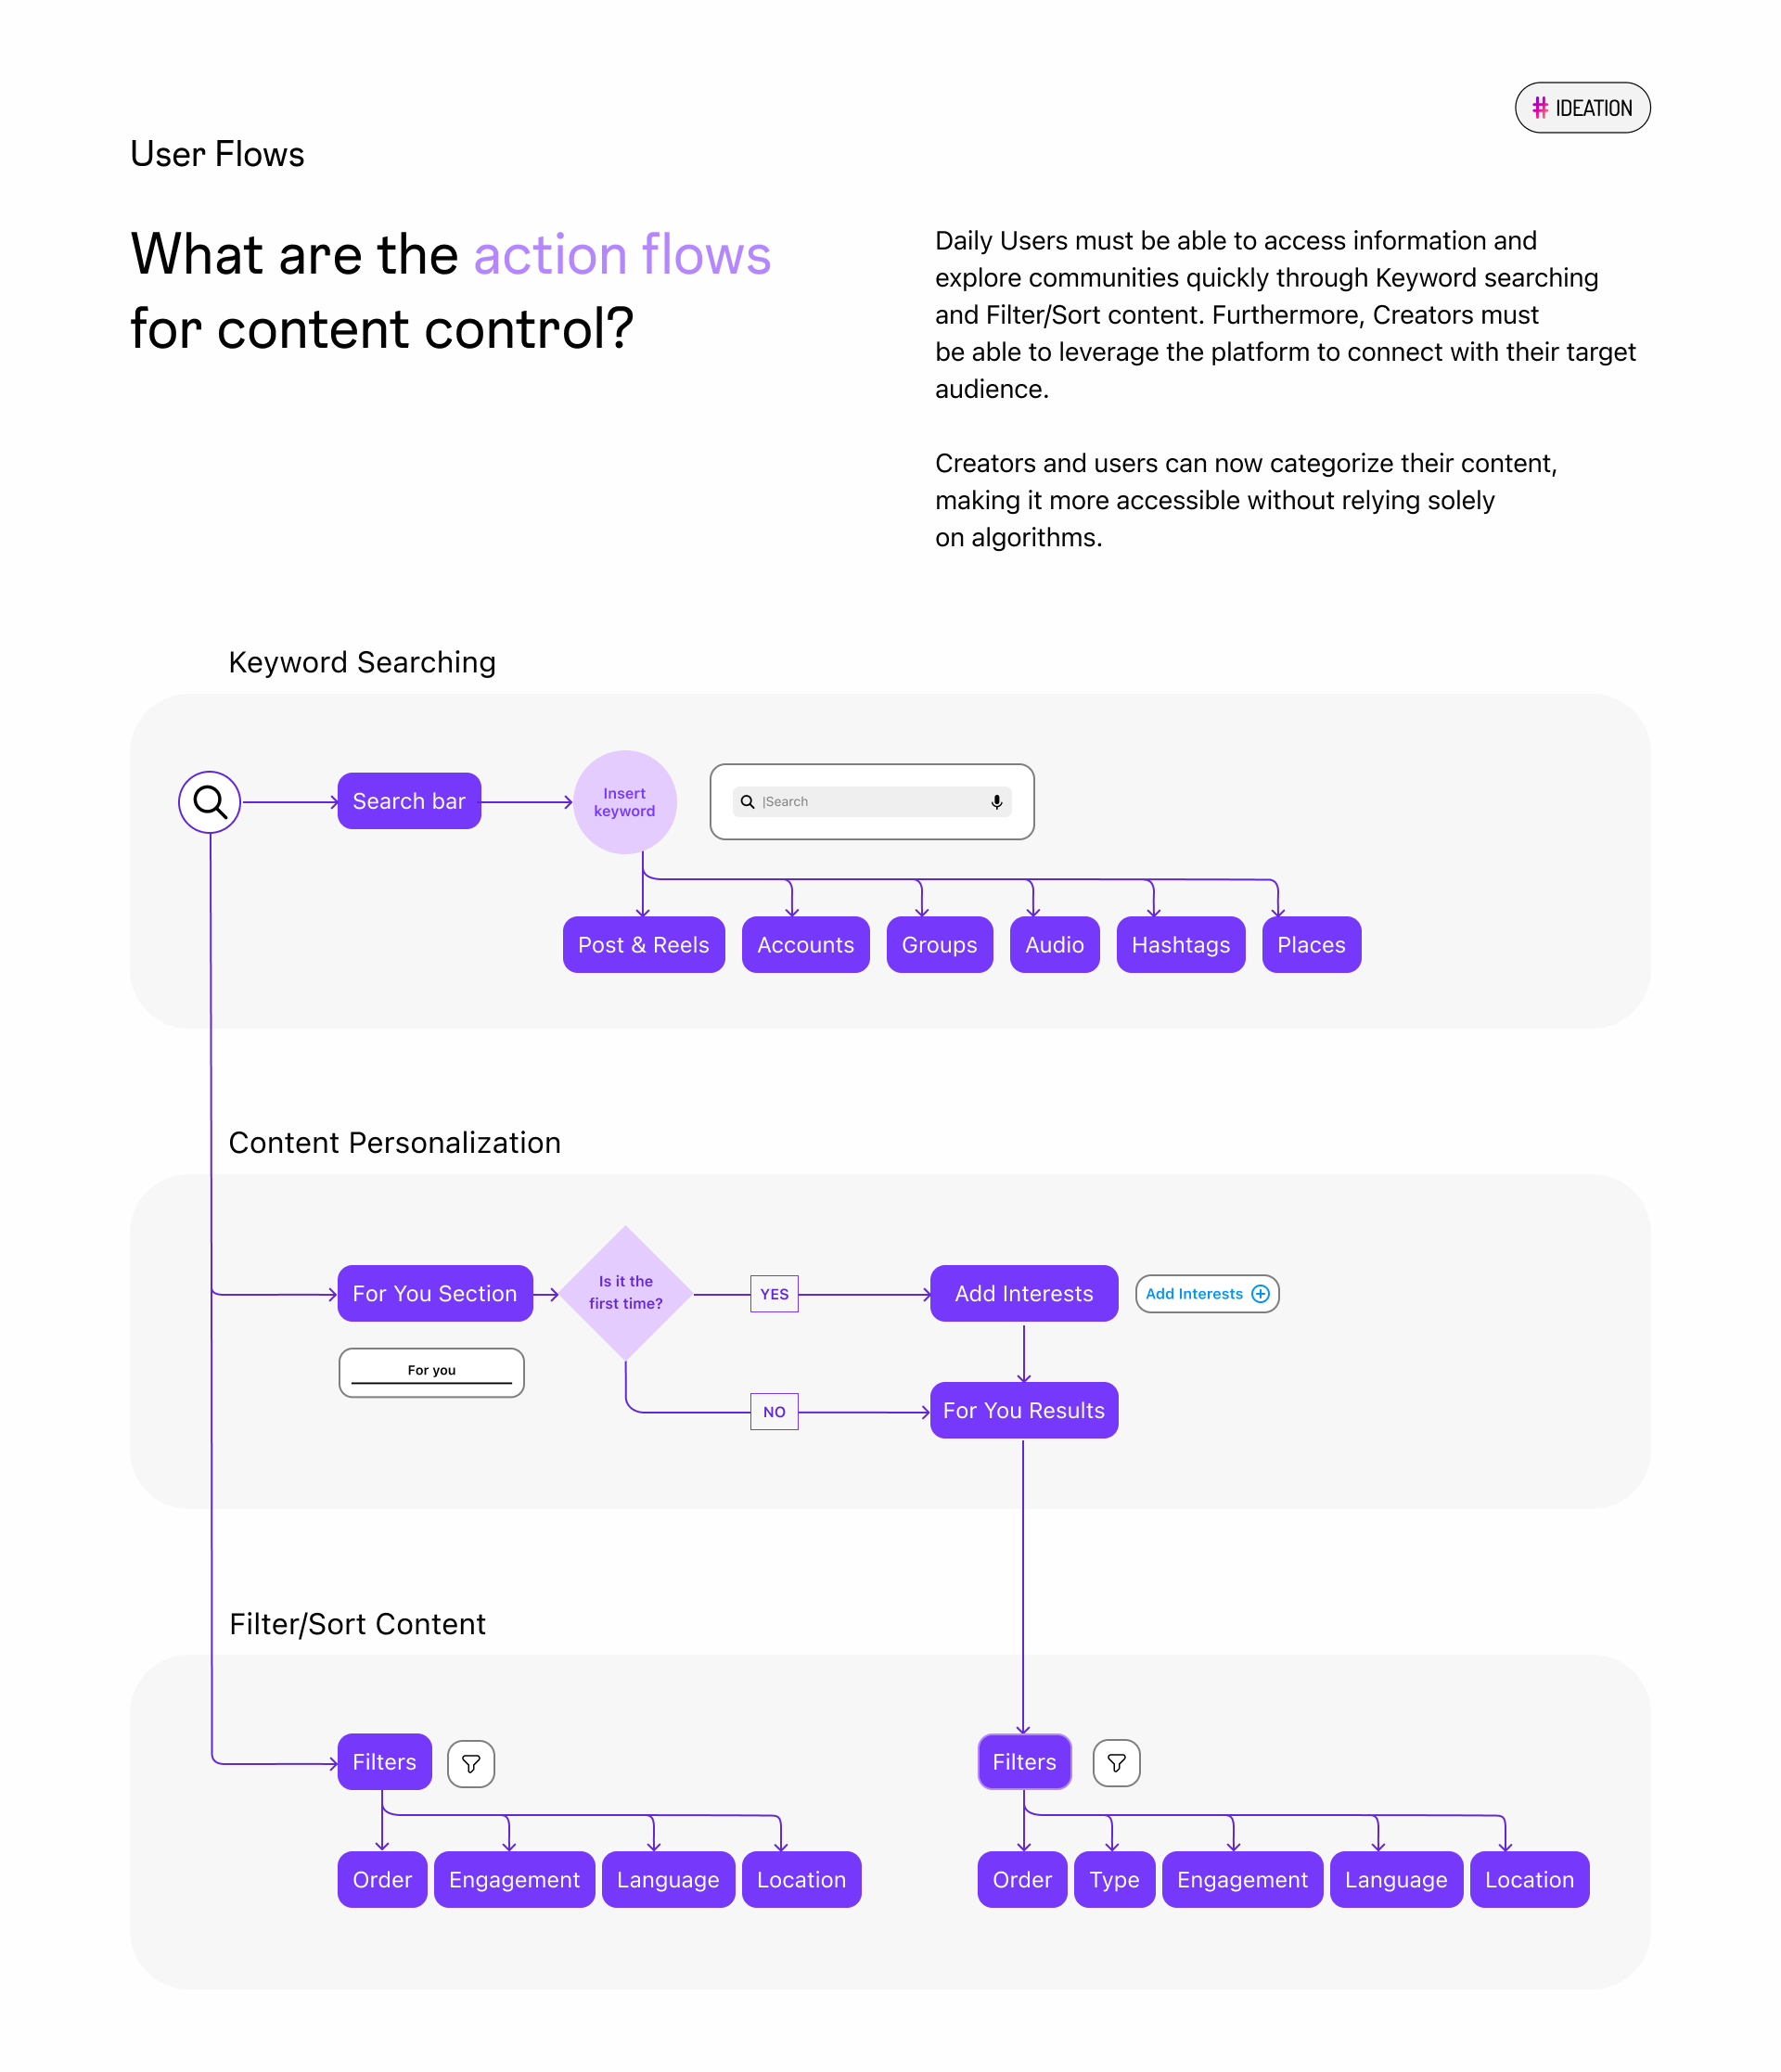 # IDEATION
User Flows
What are the action flows
for content control?
Daily Users must be able to access information and
explore communities quickly through Keyword searching
and Filter/Sort content. Furthermore, Creators must
be able to leverage the platform to connect with their target
audience.
Creators and users can now categorize their content,
making it more accessible without relying solely
on algorithms.
Keyword Searching
Search bar
Insert
keyword
|Search
Post & Reels
Accounts
Groups
Audio
Hashtags
Places
Content Personalization
For You Section
Is it the
first time?
YES
Add Interests
Add Interests
For you
NO
For You Results
Filter/Sort Content
Filters
Order
Engagement
Language
Location
Filters
Order
Type
Engagement
Language
Location